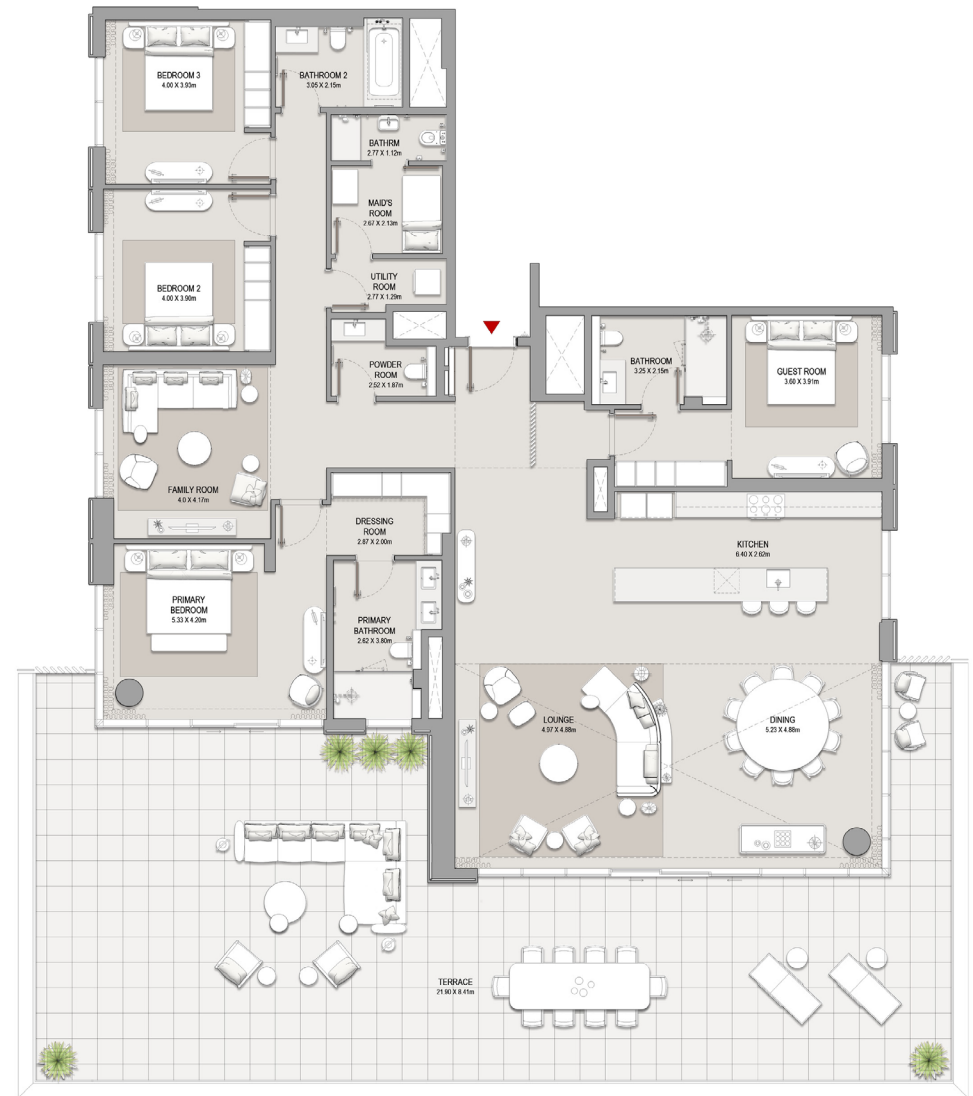 BEDROOM 3
4.00 X 3.93m
BATHROOM 2
3.05 X 2.15m
BATHRM
2.77 X 1.12m
MAID'S
ROOM
2.67 X 2.13m
BEDROOM 2
4.00 X 3.90m
UTILITY
ROOM
2.77 X 1.29m
POWDER
ROOM
2.52 X 1.87m
BATHROOM
3.25 X 2.15m
GUEST ROOM
3.60 X 3.91m
FAMILY ROOM
4.0 X 4.17m
DRESSING
ROOM
2.87 X 2.00m
KITCHEN
6.40 X 2.62m
PRIMARY
BEDROOM
5.33 X 4.20m
PRIMARY
BATHROOM
2.62 X 3.80m
LOUNGE
4.97 X 4.88m
DINING
5.23 X 4.88m
TERRACE
21.90 X 8.41m